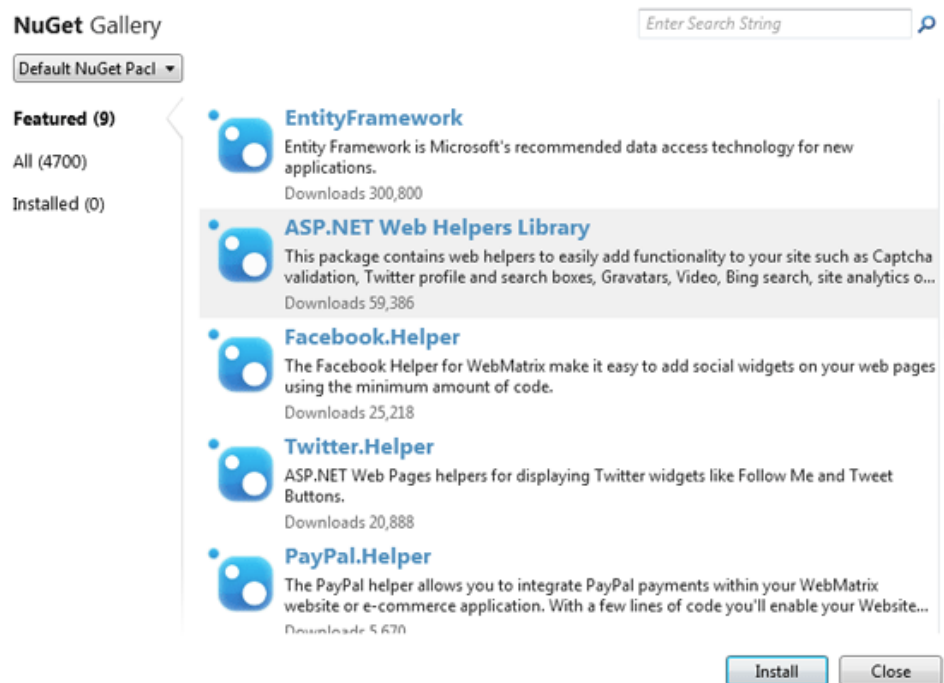 NuGet Gallery
Enter Search String
Default NuGet Pacl
Featured (9)
All (4700)
Installed (0)
EntityFramework
Entity Framework is Microsoft's recommended data access technology for new
applications.
Downloads 300,800
ASP.NET Web Helpers Library
This package contains web helpers to easily add functionality to your site such as Captcha
validation, Twitter profile and search boxes, Gravatars, Video, Bing search, site analytics o...
Downloads 59,386
Facebook.Helper
The Facebook Helper for WebMatrix make it easy to add social widgets on your web pages
using the minimum amount of code.
Downloads 25,218
Twitter.Helper
ASP.NET Web Pages helpers for displaying Twitter widgets like Follow Me and Tweet
Buttons.
Downloads 20,888
PayPal.Helper
The PayPal helper allows you to integrate PayPal payments within your WebMatrix
website or e-commerce application. With a few lines of code you'll enable your Website...
Downloads 5,670
Install
Close